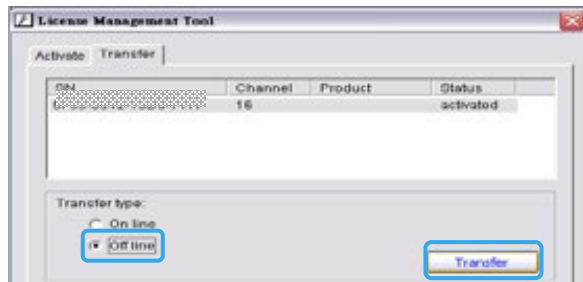 License Management Tool
Activate Transfer
SN Channel Product Status
16 activated
Transfer type:
On line
Off line
Transfer